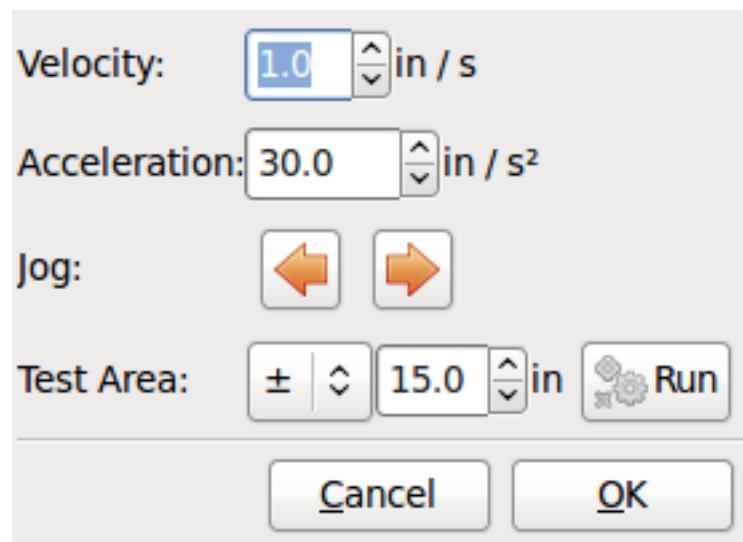 Velocity: 1.0 in / s
Acceleration: 30.0 in / s²
Jog:
Test Area: ± 15.0 in Run
Cancel OK